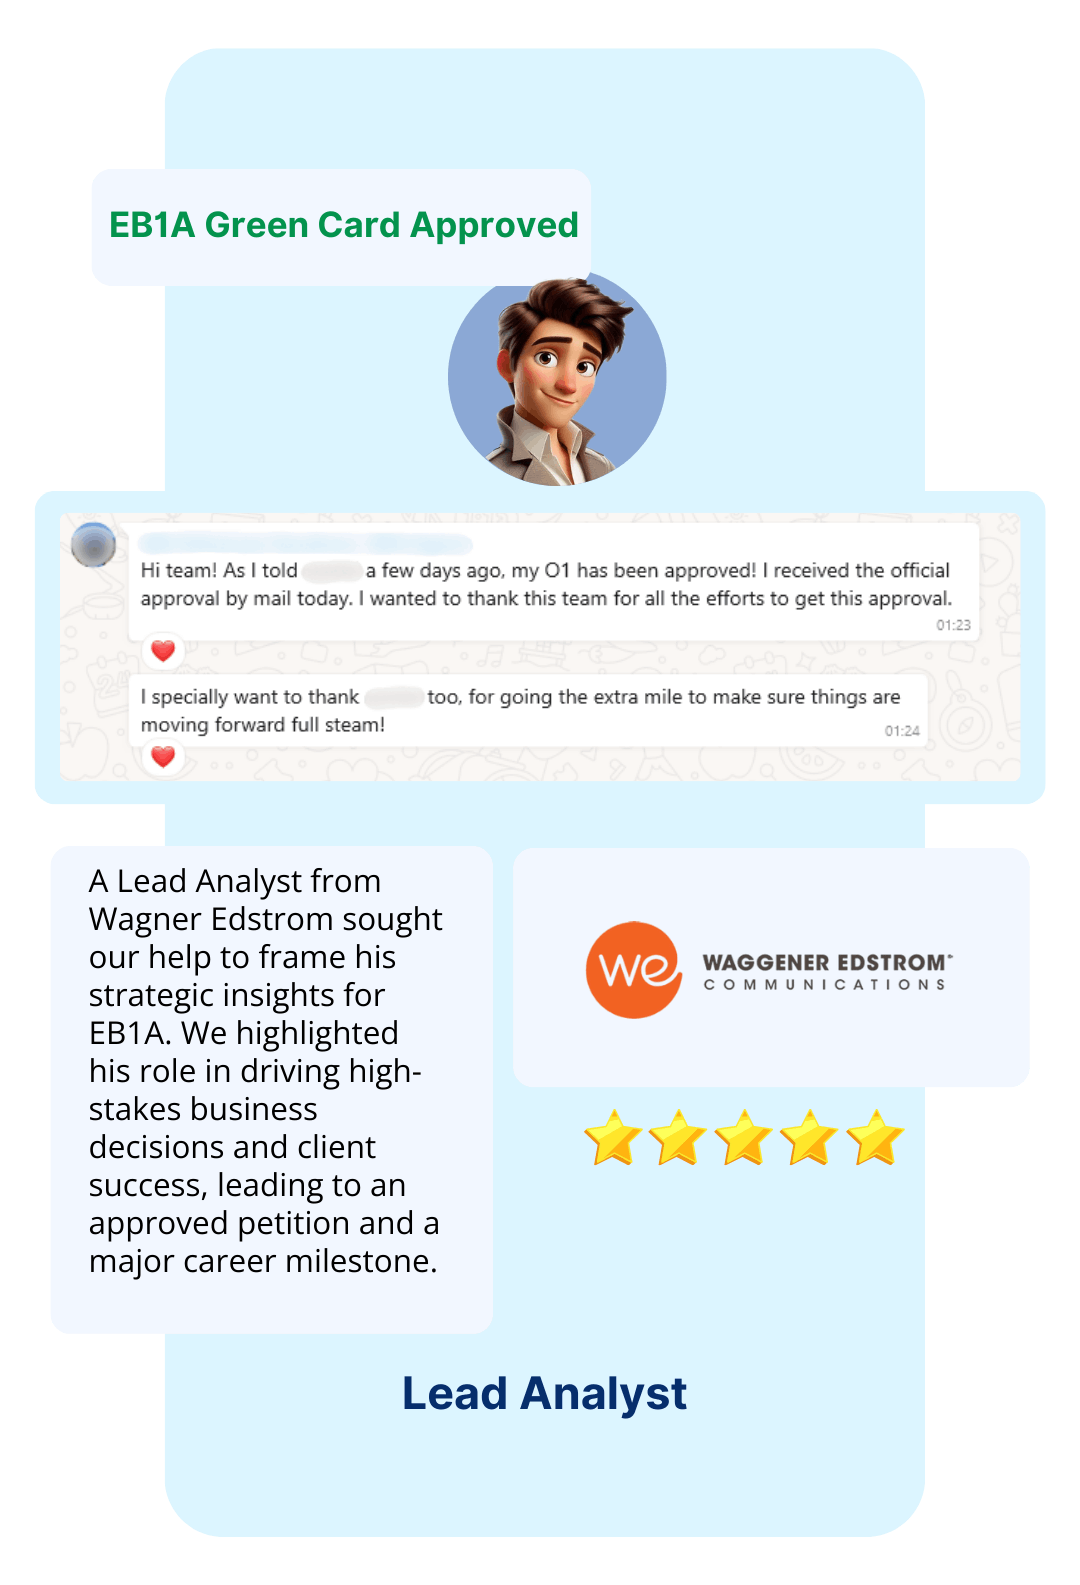 EB1A Green Card Approved
Hi team! As I told a few days ago, my O1 has been approved! I received the official
approval by mail today. I wanted to thank this team for all the efforts to get this approval.
01:23
I specially want to thank too, for going the extra mile to make sure things are
moving forward full steam!
01:24
A Lead Analyst from
Wagner Edstrom sought
our help to frame his
strategic insights for
EB1A. We highlighted
his role in driving high-
stakes business
decisions and client
success, leading to an
approved petition and a
major career milestone.
we
WAGGENER EDSTROM
COMMUNICATIONS
Lead Analyst